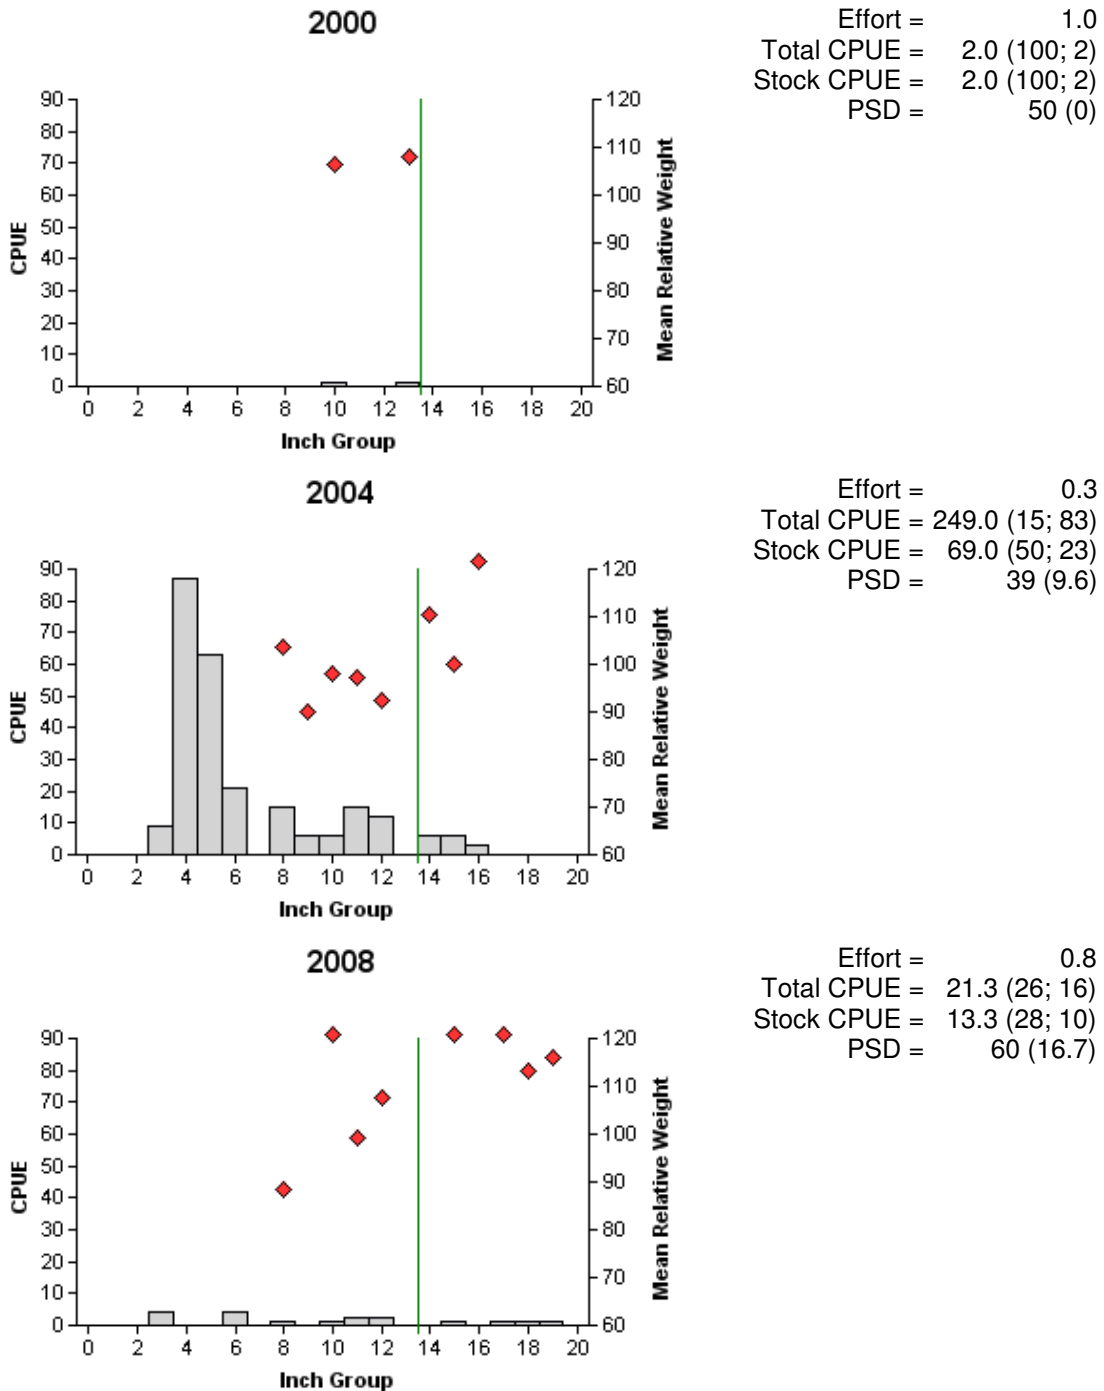 2000
Effort = 1.0
Total CPUE = 2.0 (100; 2)
Stock CPUE = 2.0 (100; 2)
PSD = 50 (0)
90 80 70 60 50 40 30 20 10 0
CPUE
120 110 100 90 80 70 60
Mean Relative Weight
0 2 4 6 8 10 12 14 16 18 20
Inch Group
2004
Effort = 0.3
Total CPUE = 249.0 (15; 83)
Stock CPUE = 69.0 (50; 23)
PSD = 39 (9.6)
90 80 70 60 50 40 30 20 10 0
CPUE
120 110 100 90 80 70 60
Mean Relative Weight
0 2 4 6 8 10 12 14 16 18 20
Inch Group
2008
Effort = 0.8
Total CPUE = 21.3 (26; 16)
Stock CPUE = 13.3 (28; 10)
PSD = 60 (16.7)
90 80 70 60 50 40 30 20 10 0
CPUE
120 110 100 90 80 70 60
Mean Relative Weight
0 2 4 6 8 10 12 14 16 18 20
Inch Group